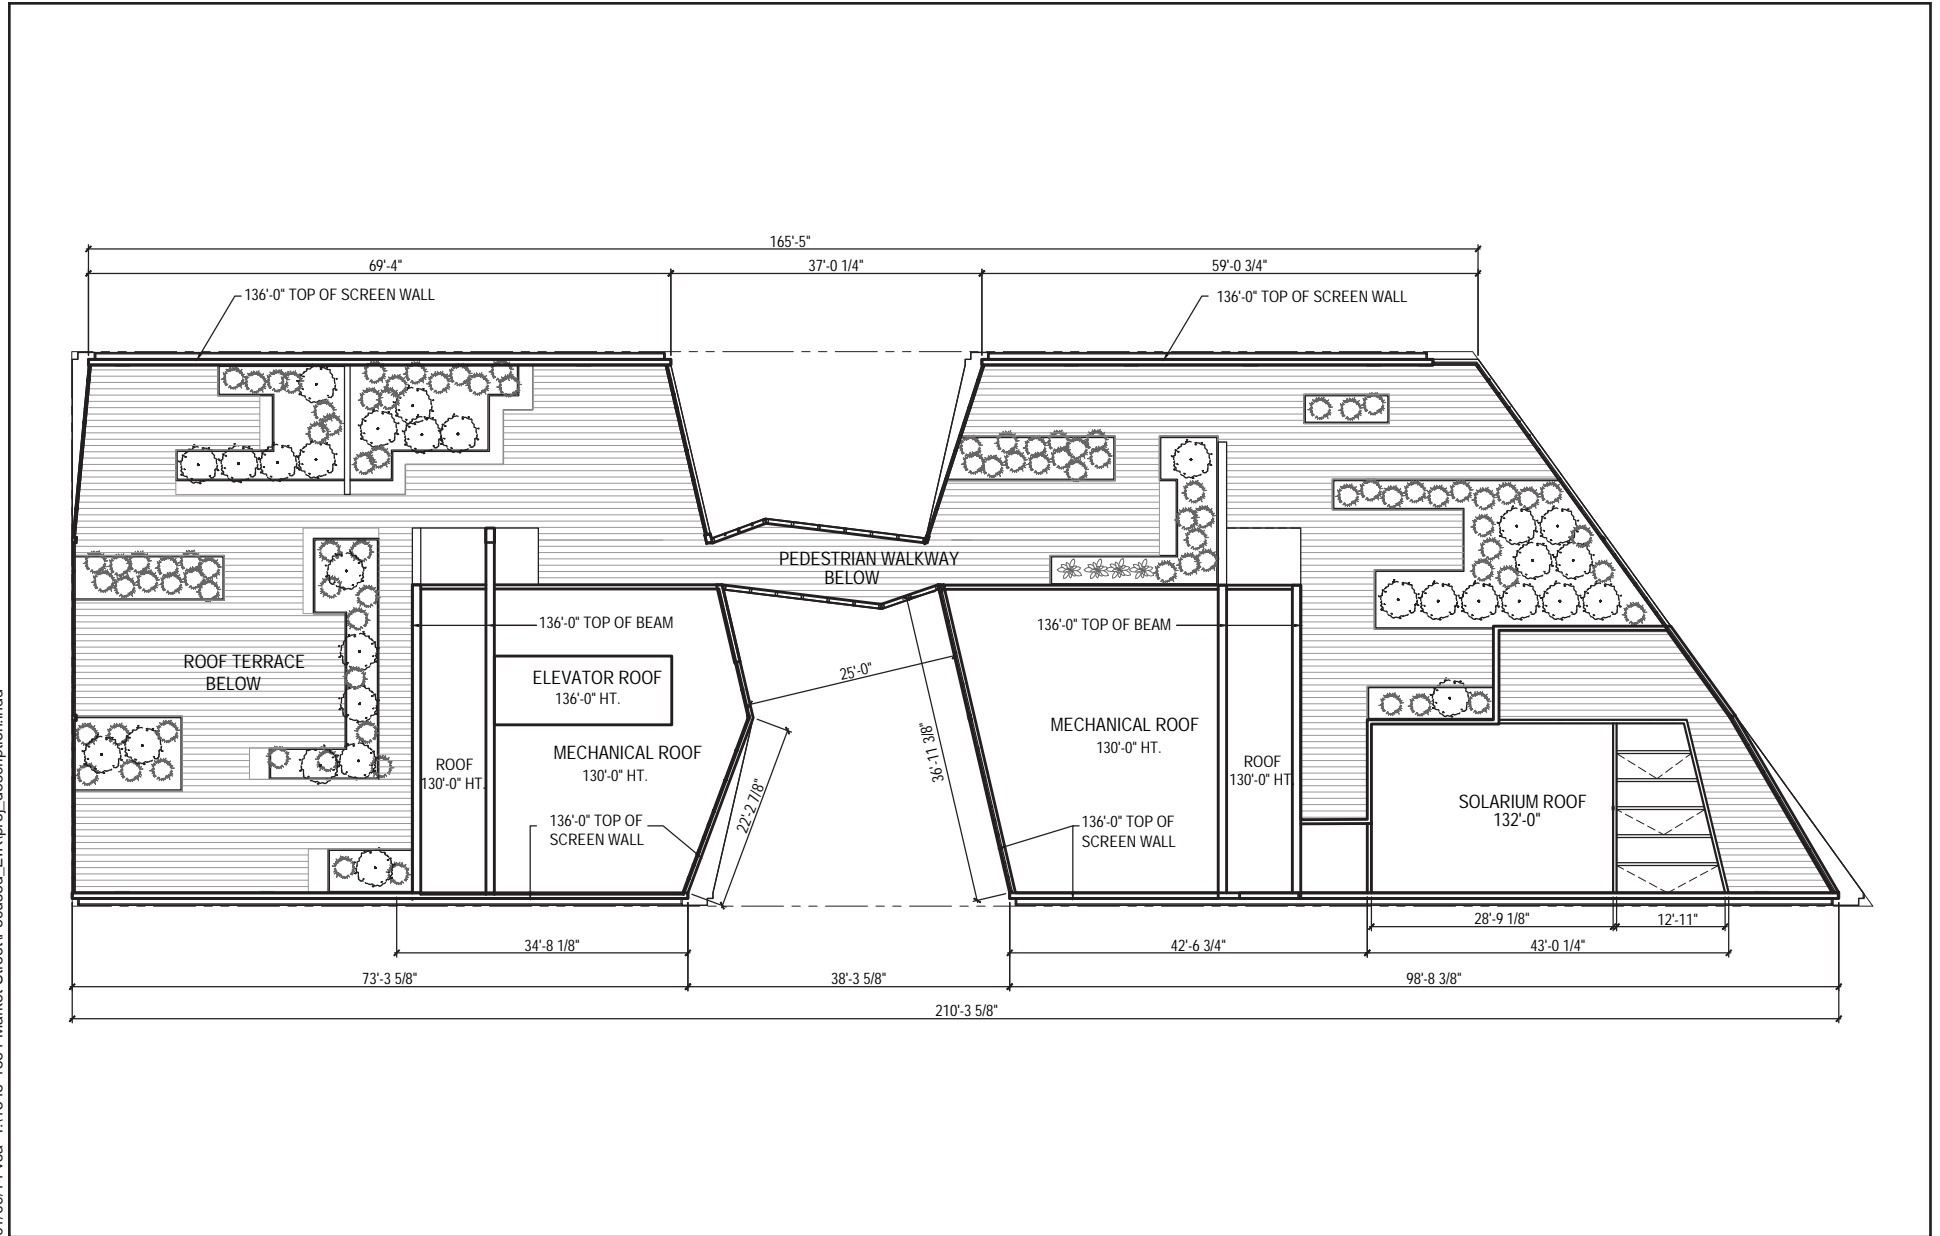 165'-5"
69'-4"
37'-0 1/4"
59'-0 3/4"
136'-0" TOP OF SCREEN WALL
136'-0" TOP OF SCREEN WALL
PEDESTRIAN WALKWAY
BELOW
136'-0" TOP OF BEAM
136'-0" TOP OF BEAM
ROOF TERRACE
BELOW
ELEVATOR ROOF
136'-0" HT.
25'-0"
MECHANICAL ROOF
130'-0" HT.
MECHANICAL ROOF
130'-0" HT.
36'-11 3/8"
22'-2 7/8"
ROOF
130'-0" HT.
ROOF
130'-0" HT
SOLARIUM ROOF
132'-0"
136'-0" TOP OF
SCREEN WALL
136'-0" TOP OF
SCREEN WALL
28'-9 1/8"
12'-11"
34'-8 1/8"
42'-6 3/4"
43'-0 1/4"
73'-3 5/8"
38'-3 5/8"
98'-8 3/8"
210'-3 5/8"